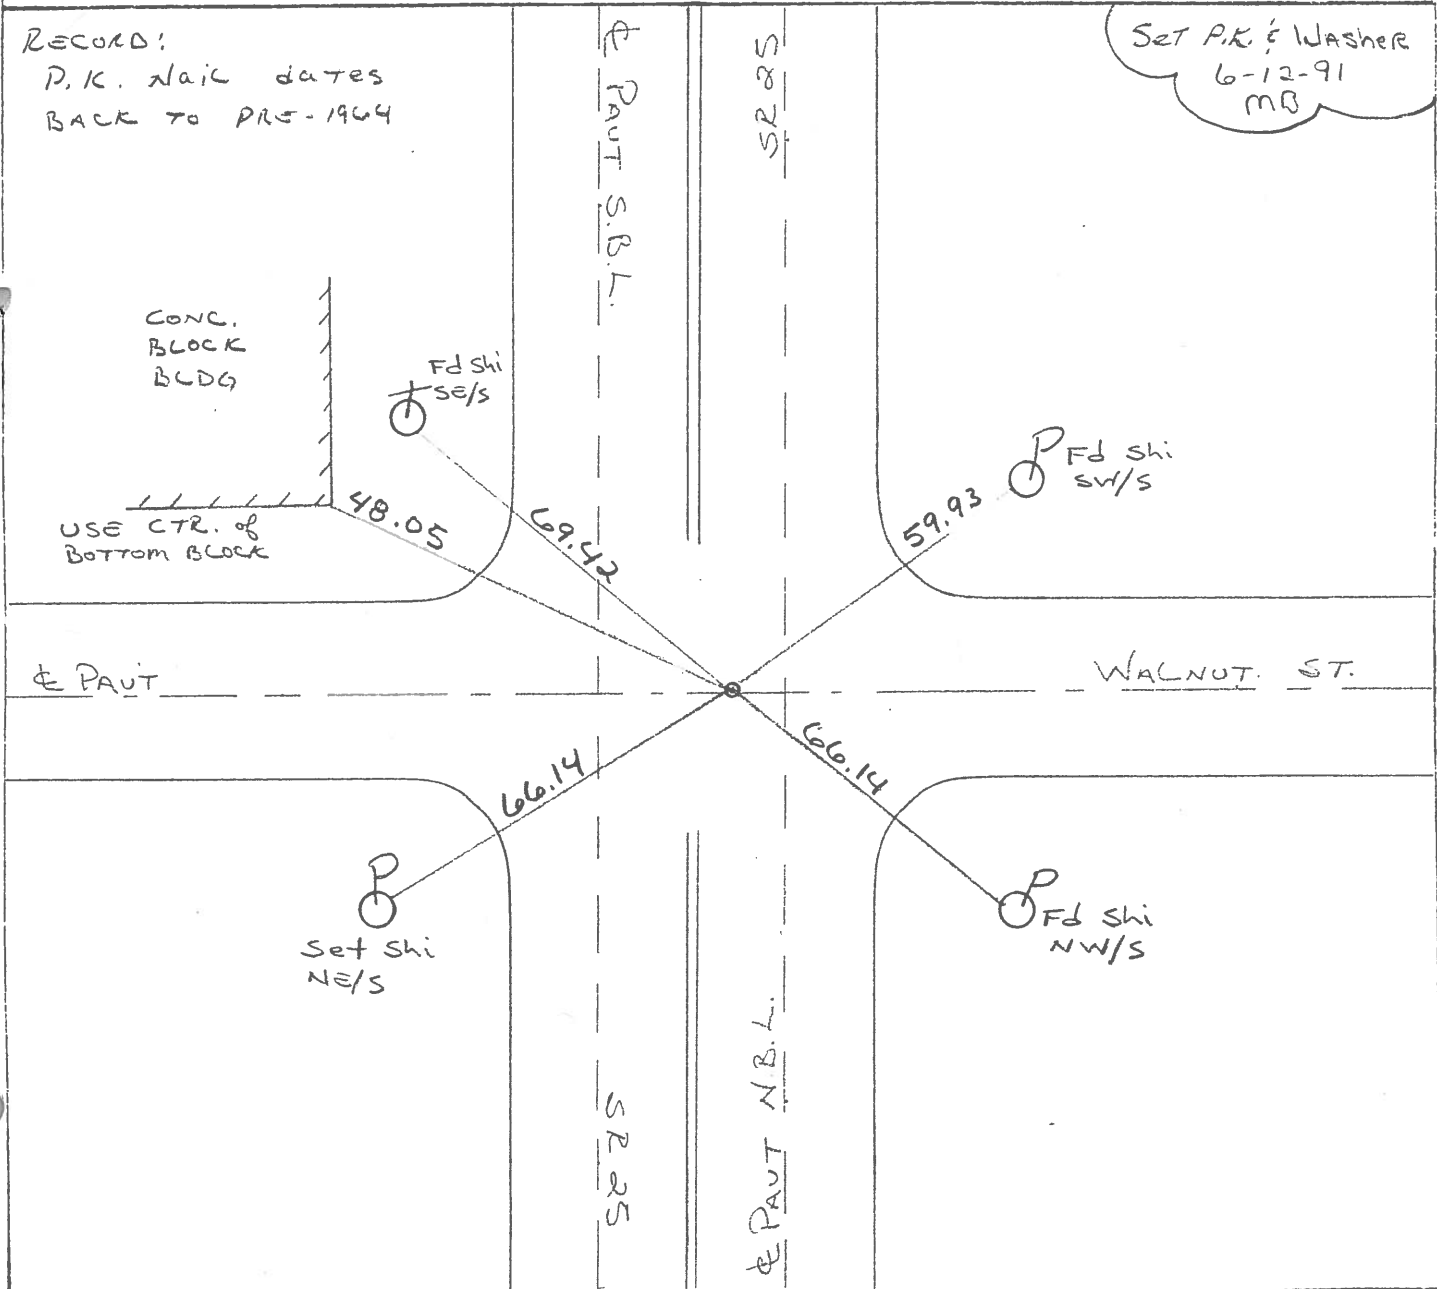 RECORD:
P.K. Nail dates
BACK TO PRE-1964
SET P.K. & WASHER
6-12-91
MB
℄ PAVT S.B.L.
SR 25
CONC.
BLOCK
BLDG
Fd Shi
SE/S
P
Fd Shi
SW/S
USE CTR. of
BOTTOM BLOCK
48.05
69.42
59.93
℄ PAVT
WALNUT. ST.
66.14
66.14
P
Set Shi
NE/S
P
Fd Shi
NW/S
SR 25
℄ PAVT N.B.L.